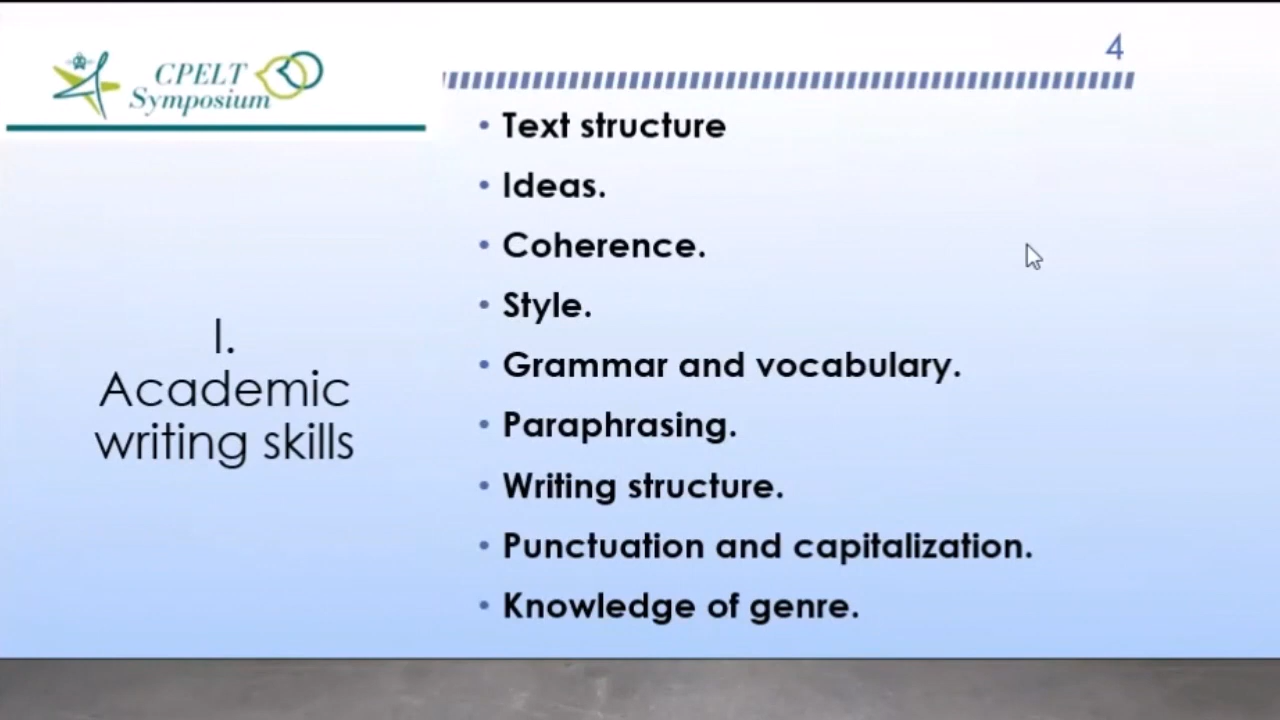 CPELT
Symposium
4
I.
Academic
writing skills
• Text structure
• Ideas.
• Coherence.
• Style.
• Grammar and vocabulary.
• Paraphrasing.
• Writing structure.
• Punctuation and capitalization.
• Knowledge of genre.